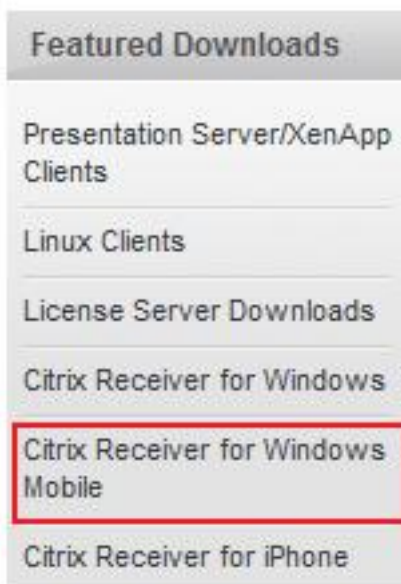 Featured Downloads
Presentation Server/XenApp
Clients
Linux Clients
License Server Downloads
Citrix Receiver for Windows
Citrix Receiver for Windows
Mobile
Citrix Receiver for iPhone